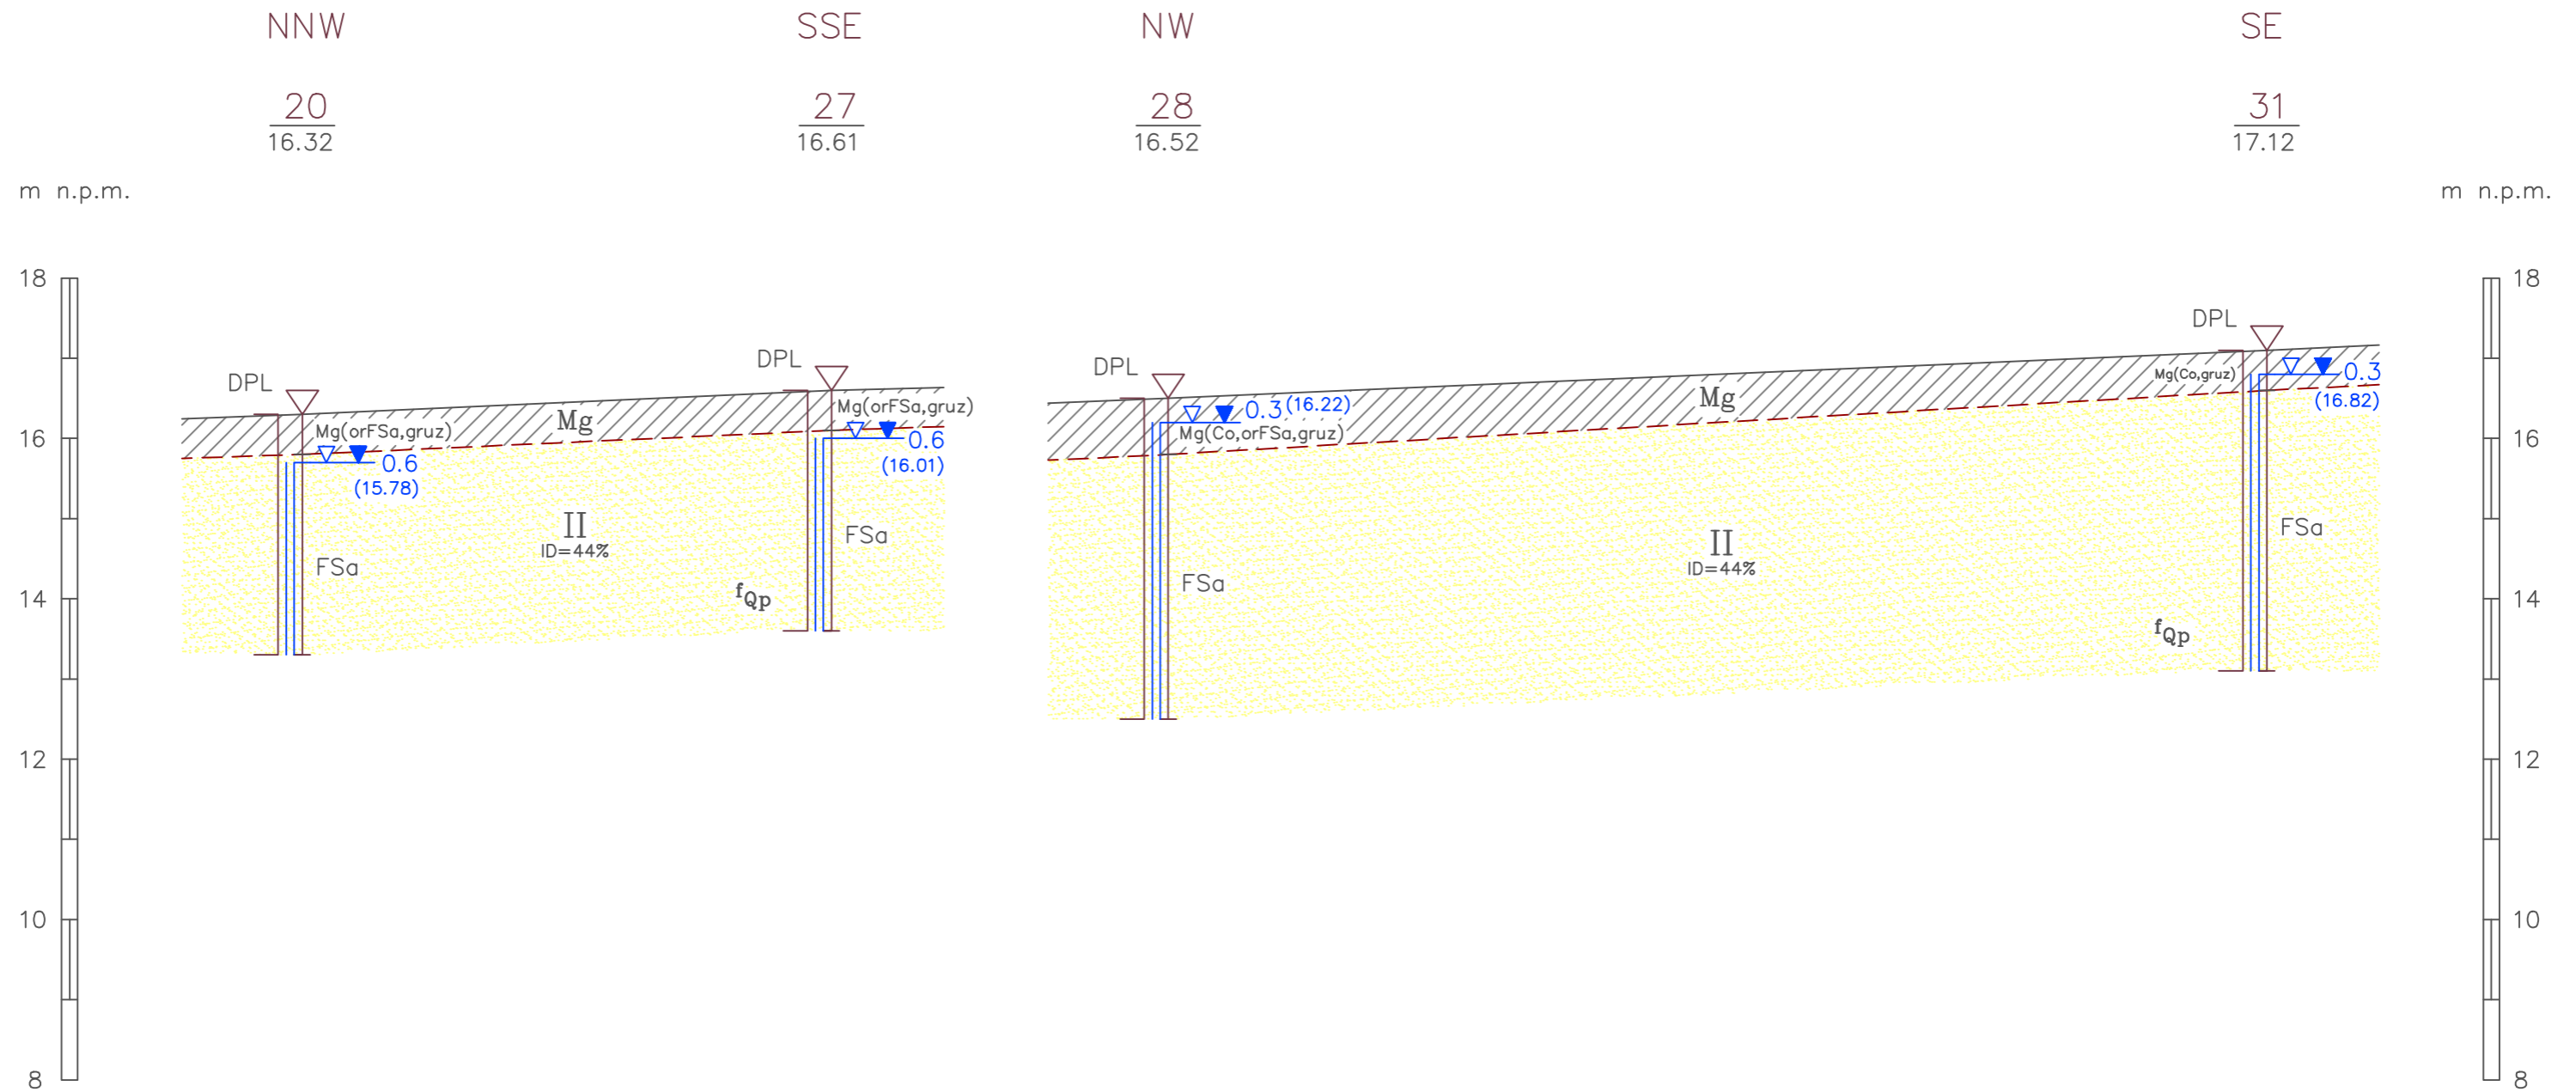 NNW SSE NW SE
20 27 28 31
16.32 16.61 16.52 17.12
m n.p.m. m n.p.m.
18 18
DPL
DPL
DPL
DPL
Mg(Co,gruz) 0.3
(16.82)
Mg
0.3 (16.22)
Mg(Co,orFSa,gruz)
Mg
Mg(orFSa,gruz)
Mg(orFSa,gruz)
16 16
0.6
(16.01)
0.6
(15.78)
II
ID=44%
FSa
FSa
II
ID=44%
FSa
FSa
14 14
fQp
fQp
12 12
10 10
8 8